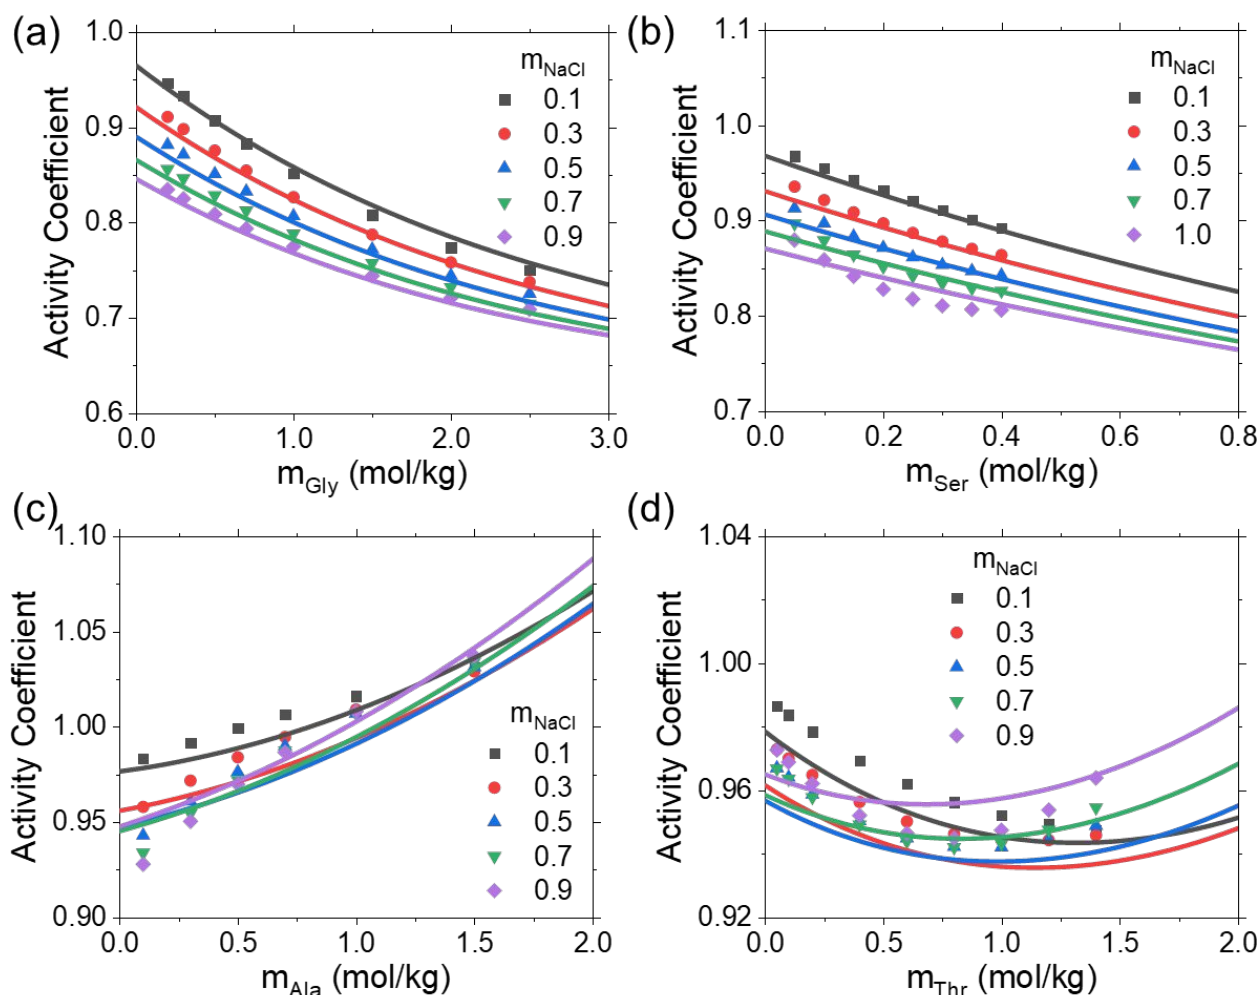 (a)
Activity Coefficient
1.0
0.9
0.8
0.7
0.6
m_NaCl
0.1
0.3
0.5
0.7
0.9
0.0 1.0 2.0 3.0
m_Gly (mol/kg)
(b)
Activity Coefficient
1.1
1.0
0.9
0.8
0.7
m_NaCl
0.1
0.3
0.5
0.7
1.0
0.0 0.2 0.4 0.6 0.8
m_Ser (mol/kg)
(c)
Activity Coefficient
1.10
1.05
1.00
0.95
0.90
m_NaCl
0.1
0.3
0.5
0.7
0.9
0.0 0.5 1.0 1.5 2.0
m_Ala (mol/kg)
(d)
Activity Coefficient
1.04
1.00
0.96
0.92
m_NaCl
0.1
0.3
0.5
0.7
0.9
0.0 0.5 1.0 1.5 2.0
m_Thr (mol/kg)